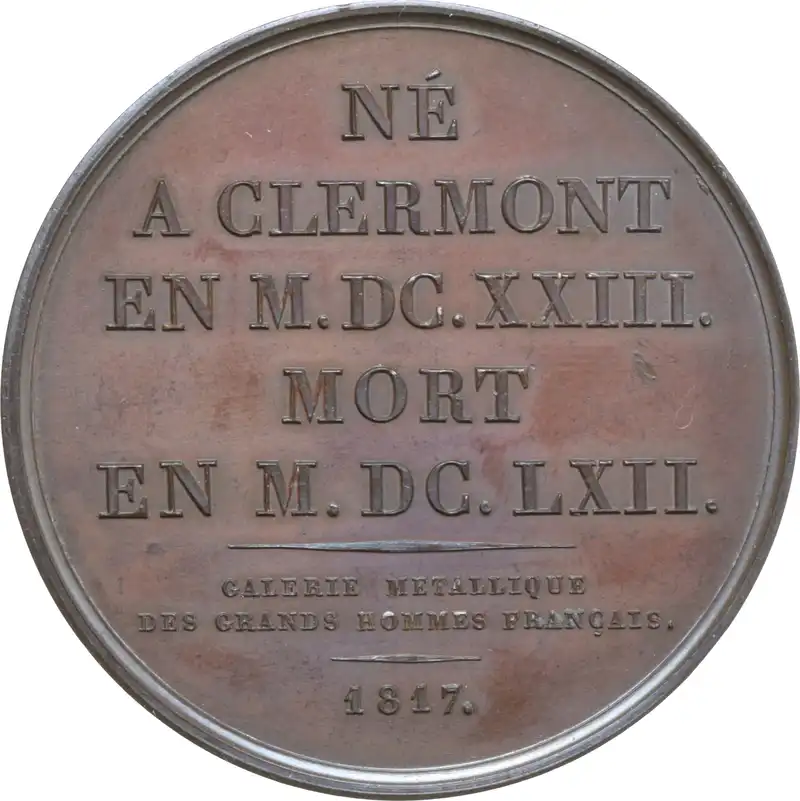 NÉ
A CLERMONT
EN M.DC.XXIII.
MORT
EN M.DC.LXII.
GALERIE METALLIQUE
DES GRANDS HOMMES FRANÇAIS.
1817.